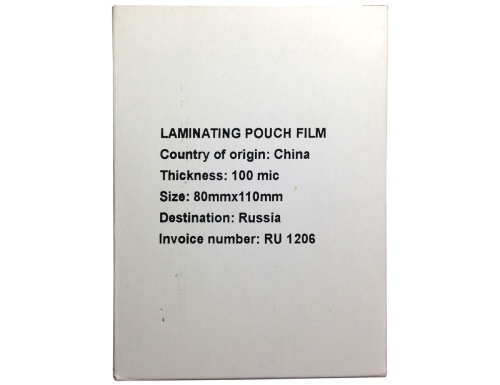 LAMINATING POUCH FILM
Country of origin: China
Thickness: 100 mic
Size: 80mmx110mm
Destination: Russia
Invoice number: RU 1206